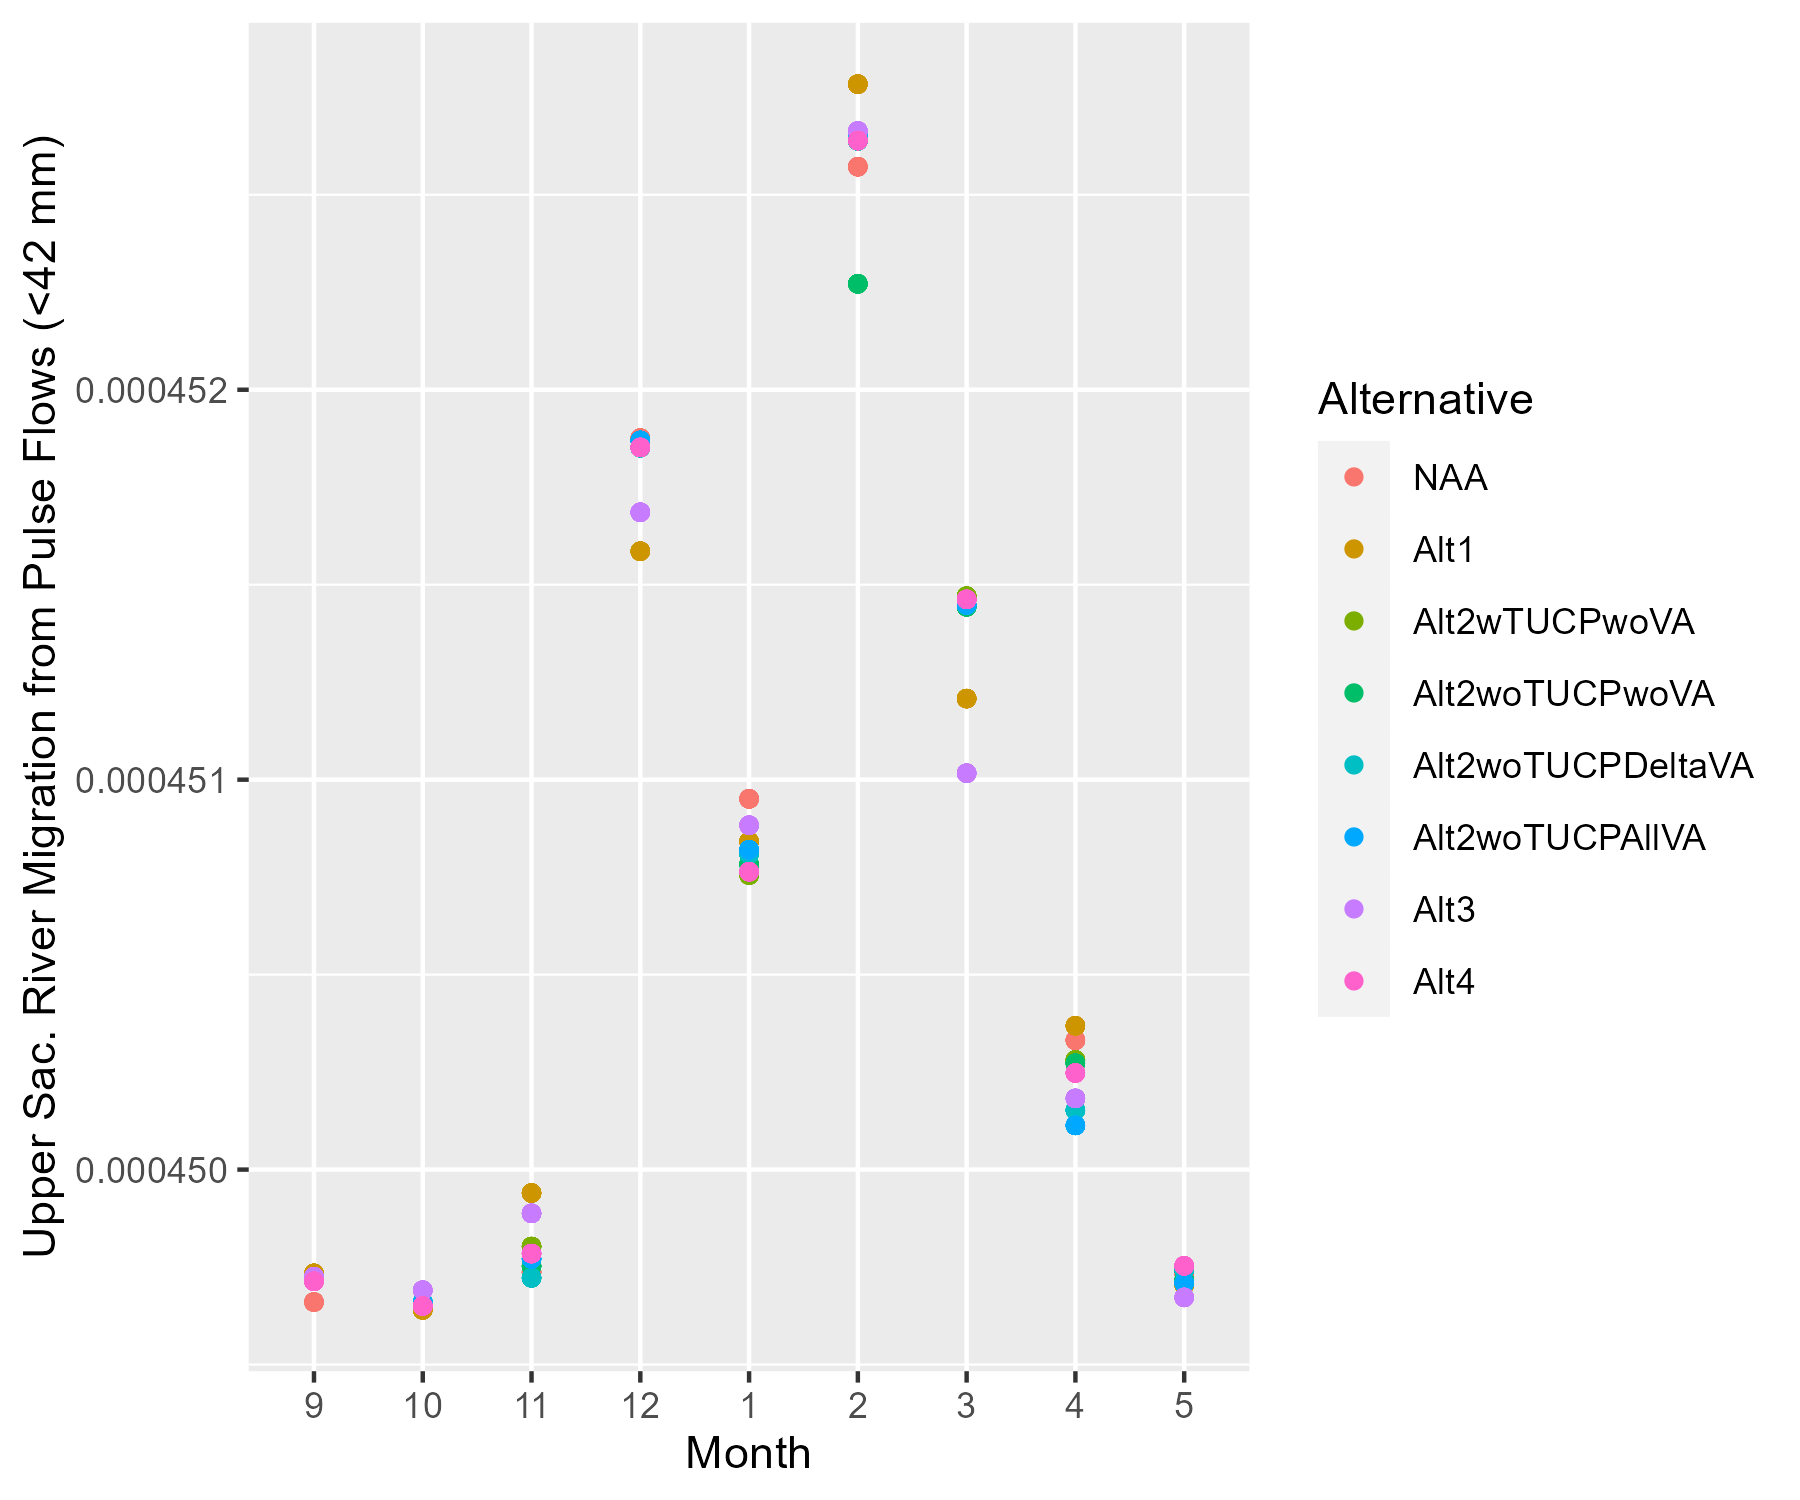 Upper Sac. River Migration from Pulse Flows (<42 mm)
0.000452
0.000451
0.000450
9 10 11 12 1 2 3 4 5
Month
Alternative
NAA
Alt1
Alt2wTUCPwoVA
Alt2woTUCPwoVA
Alt2woTUCPDeltaVA
Alt2woTUCPAllVA
Alt3
Alt4